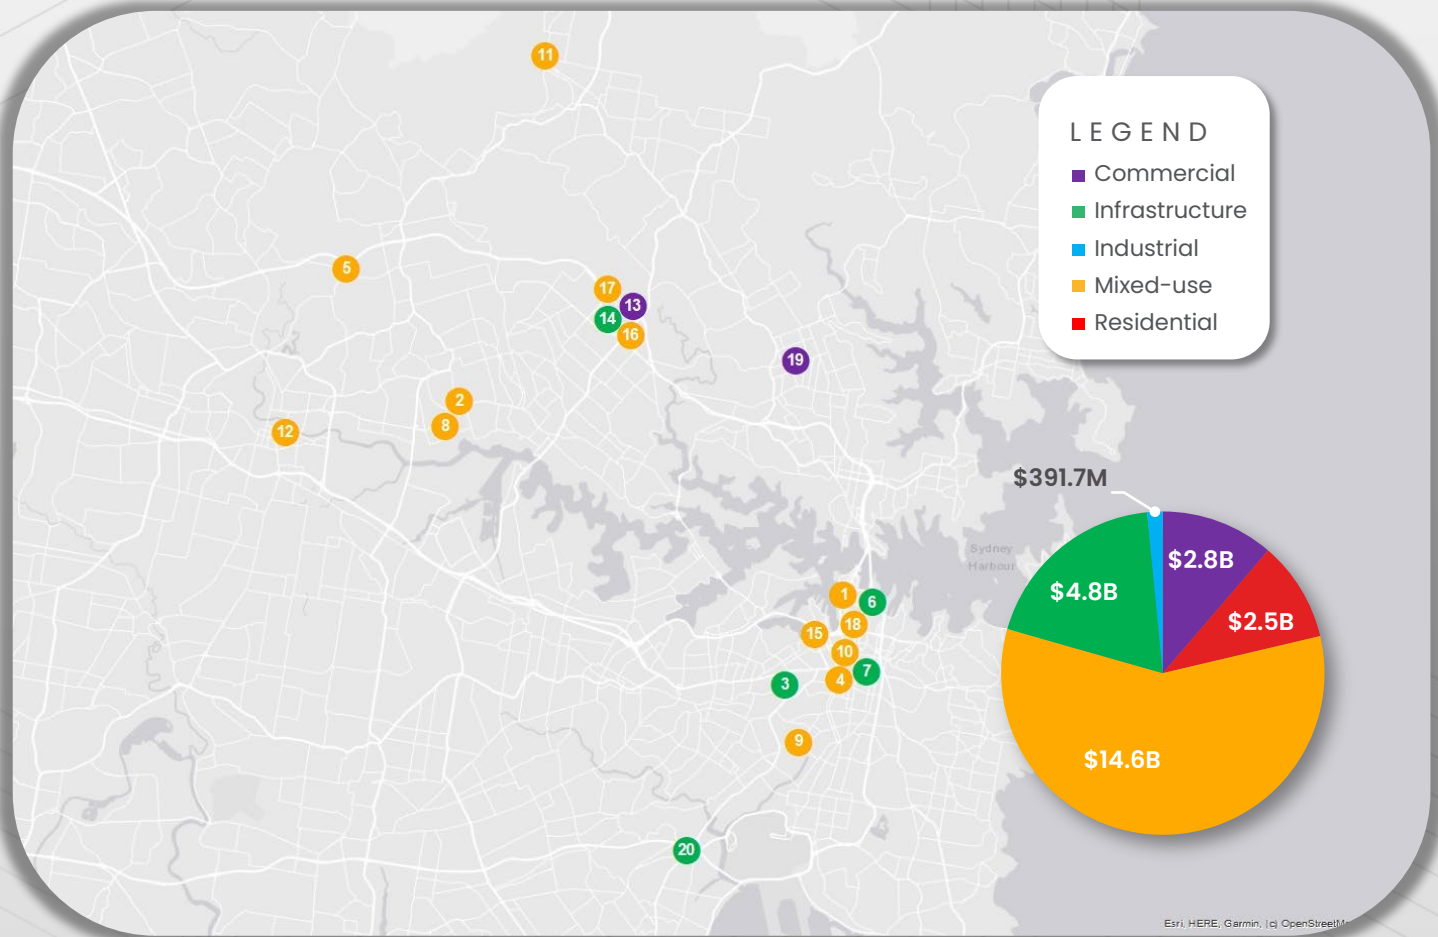 11
LEGEND
Commercial
Infrastructure
Industrial
Mixed-use
Residential
5
17
13
14
16
19
2
8
12
$391.7M
Sydney
Harbour
$2.8B
$4.8B
$2.5B
$14.6B
1
6
15
18
10
7
3
4
9
20
Esri, HERE, Garmin, (c) OpenStreetM